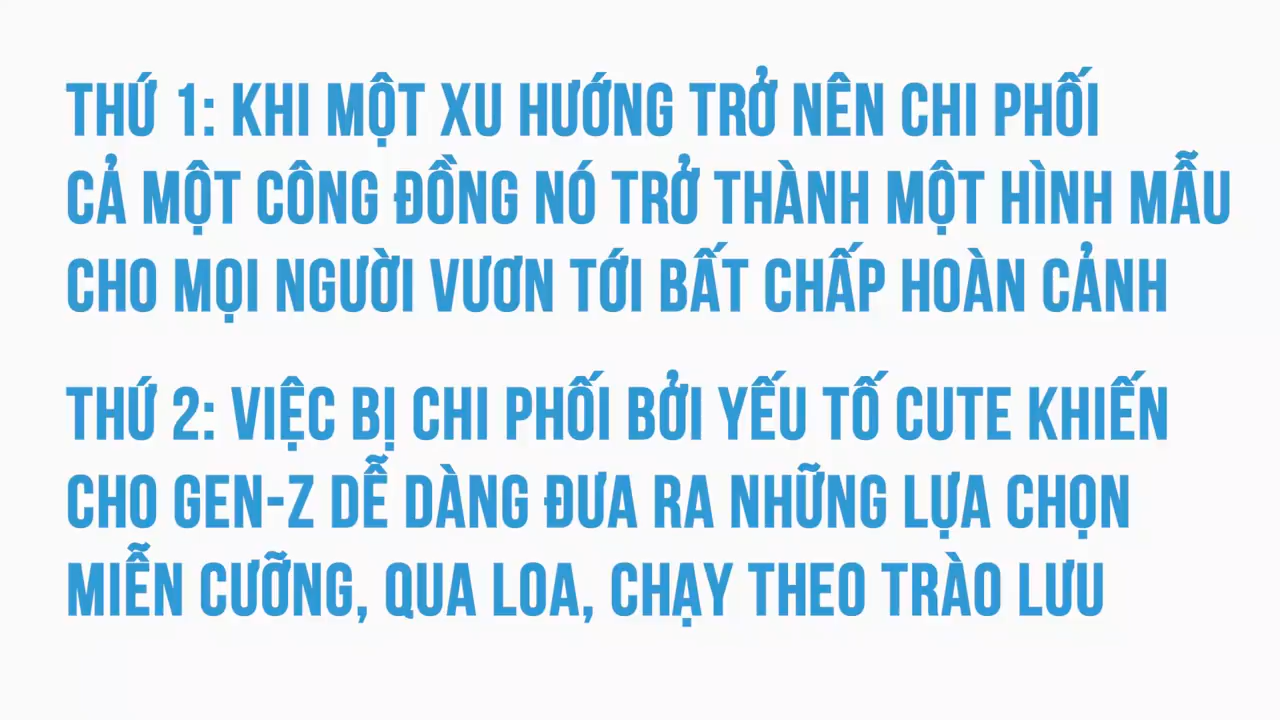 THỨ 1: KHI MỘT XU HƯỚNG TRỞ NÊN CHI PHỐI
CẢ MỘT CÔNG ĐỒNG NÓ TRỞ THÀNH MỘT HÌNH MẪU
CHO MỌI NGƯỜI VƯƠN TỚI BẤT CHẤP HOÀN CẢNH
THỨ 2: VIỆC BỊ CHI PHỐI BỞI YẾU TỐ CUTE KHIẾN
CHO GEN-Z DỄ DÀNG ĐƯA RA NHỮNG LỰA CHỌN
MIỄN CƯỠNG, QUA LOA, CHẠY THEO TRÀO LƯU